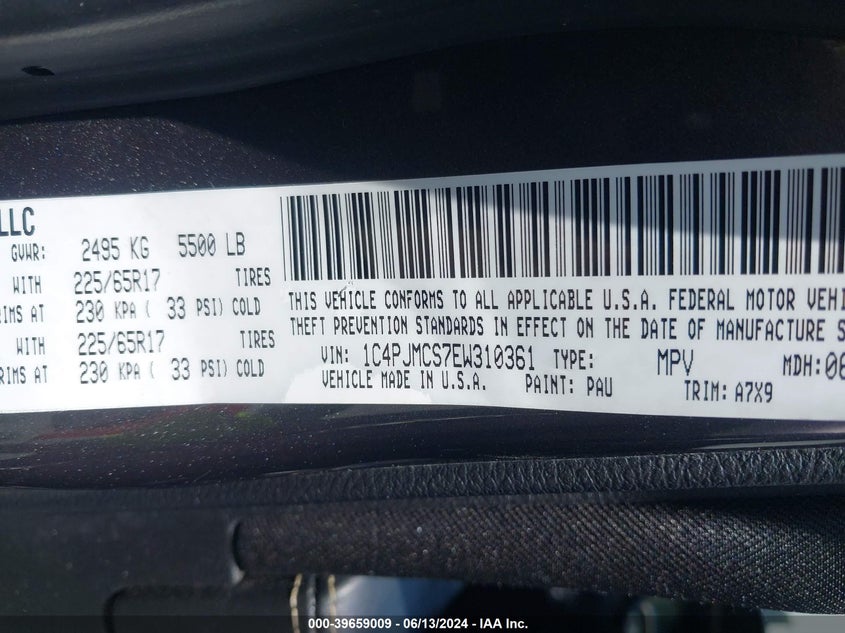 LLC
GVWR: 2495 KG 5500 LB
WITH 225/65R17 TIRES
RIMS AT 230 KPA ( 33 PSI) COLD
WITH 225/65R17 TIRES
RIMS AT 230 KPA ( 33 PSI) COLD
THIS VEHICLE CONFORMS TO ALL APPLICABLE U.S.A. FEDERAL MOTOR VEHI
THEFT PREVENTION STANDARDS IN EFFECT ON THE DATE OF MANUFACTURE S
VIN: 1C4PJMCS7EW310361 TYPE: MPV MDH:06
VEHICLE MADE IN U.S.A. PAINT: PAU TRIM: A7X9
000-39659009 - 06/13/2024 - IAA Inc.